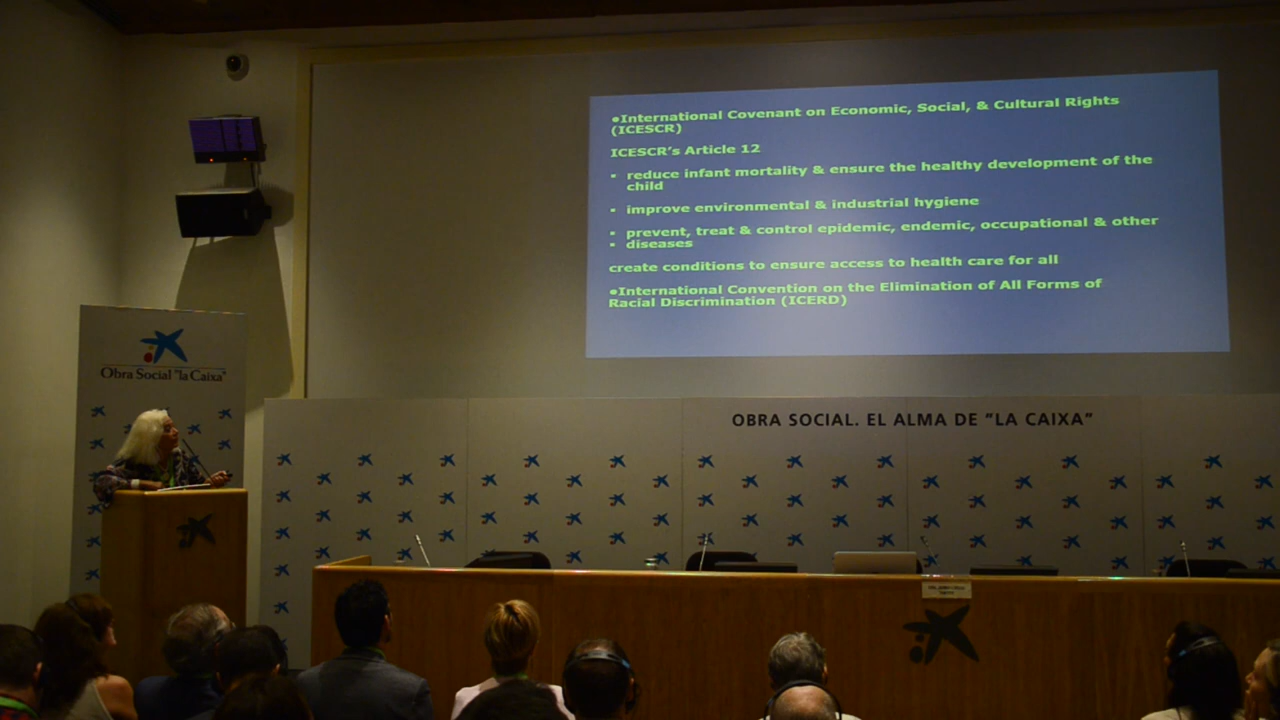 ●International Covenant on Economic, Social, & Cultural Rights
(ICESCR)
ICESCR's Article 12
▪ reduce infant mortality & ensure the healthy development of the
child
▪ improve environmental & industrial hygiene
▪ prevent, treat & control epidemic, endemic, occupational & other
▪ diseases
create conditions to ensure access to health care for all
●International Convention on the Elimination of All Forms of
Racial Discrimination (ICERD)
Obra Social "la Caixa"
OBRA SOCIAL. EL ALMA DE "LA CAIXA"